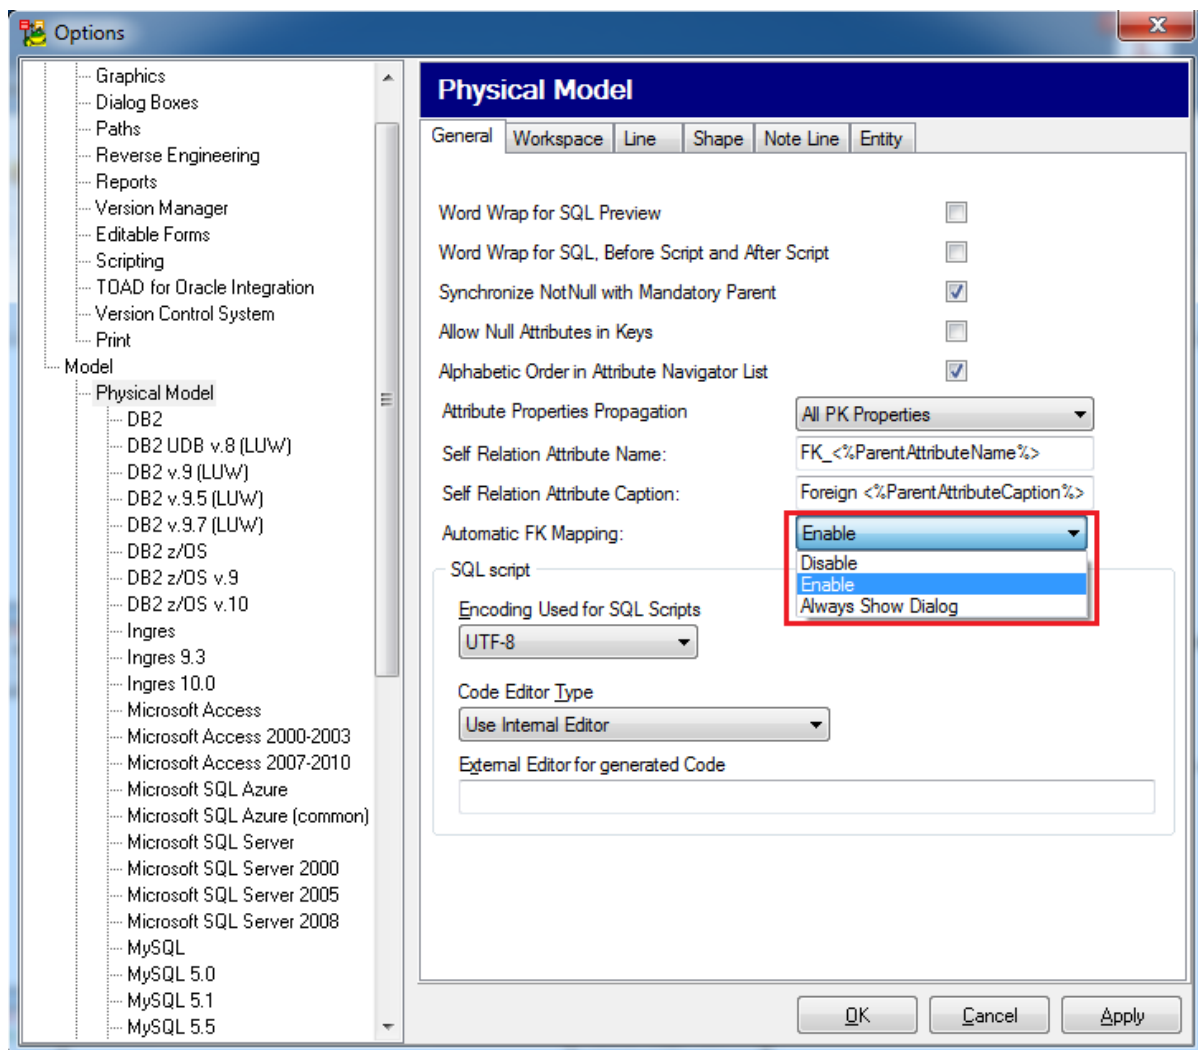 Options
Graphics
Dialog Boxes
Paths
Reverse Engineering
Reports
Version Manager
Editable Forms
Scripting
TOAD for Oracle Integration
Version Control System
Print
Model
Physical Model
DB2
DB2 UDB v.8 (LUW)
DB2 v.9 (LUW)
DB2 v.9.5 (LUW)
DB2 v.9.7 (LUW)
DB2 z/OS
DB2 z/OS v.9
DB2 z/OS v.10
Ingres
Ingres 9.3
Ingres 10.0
Microsoft Access
Microsoft Access 2000-2003
Microsoft Access 2007-2010
Microsoft SQL Azure
Microsoft SQL Azure (common)
Microsoft SQL Server
Microsoft SQL Server 2000
Microsoft SQL Server 2005
Microsoft SQL Server 2008
MySQL
MySQL 5.0
MySQL 5.1
MySQL 5.5
Physical Model
General Workspace Line Shape Note Line Entity
Word Wrap for SQL Preview
Word Wrap for SQL, Before Script and After Script
Synchronize NotNull with Mandatory Parent
Allow Null Attributes in Keys
Alphabetic Order in Attribute Navigator List
Attribute Properties Propagation All PK Properties
Self Relation Attribute Name: FK_<%ParentAttributeName%>
Self Relation Attribute Caption: Foreign <%ParentAttributeCaption%>
Automatic FK Mapping: Enable
Disable
Enable
Always Show Dialog
SQL script
Encoding Used for SQL Scripts
UTF-8
Code Editor Type
Use Internal Editor
External Editor for generated Code
OK Cancel Apply